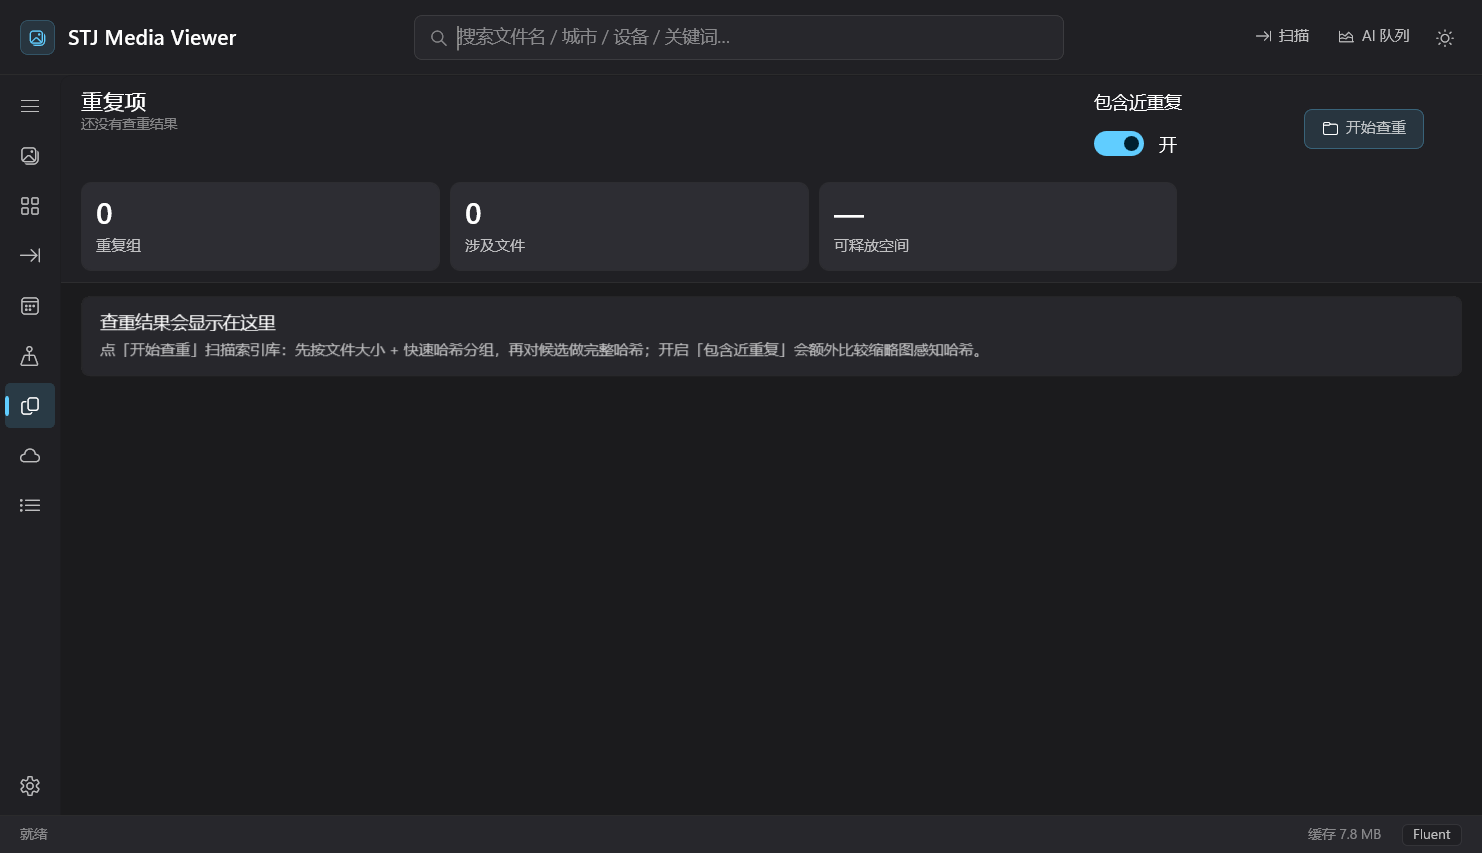 STJ Media Viewer
搜索文件名 / 城市 / 设备 / 关键词...
扫描
AI 队列
重复项
还没有查重结果
包含近重复
开
开始查重
0
重复组
0
涉及文件
—
可释放空间
查重结果会显示在这里
点「开始查重」扫描索引库：先按文件大小 + 快速哈希分组，再对候选做完整哈希；开启「包含近重复」会额外比较缩略图感知哈希。
就绪
缓存 7.8 MB
Fluent